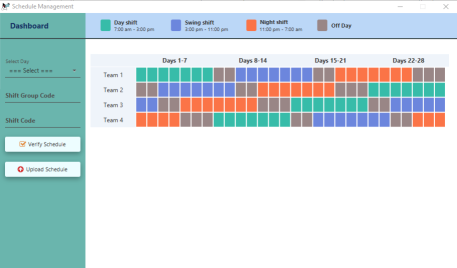 Schedule Management
Dashboard
Day shift
7:00 am - 3:00 pm
Swing shift
3:00 pm - 11:00 pm
Night shift
11:00 pm - 7:00 am
Off Day
Select Day
=== Select ===
Shift Group Code
Shift Code
Verify Schedule
Upload Schedule
Days 1-7 Days 8-14 Days 15-21 Days 22-28
Team 1
Team 2
Team 3
Team 4